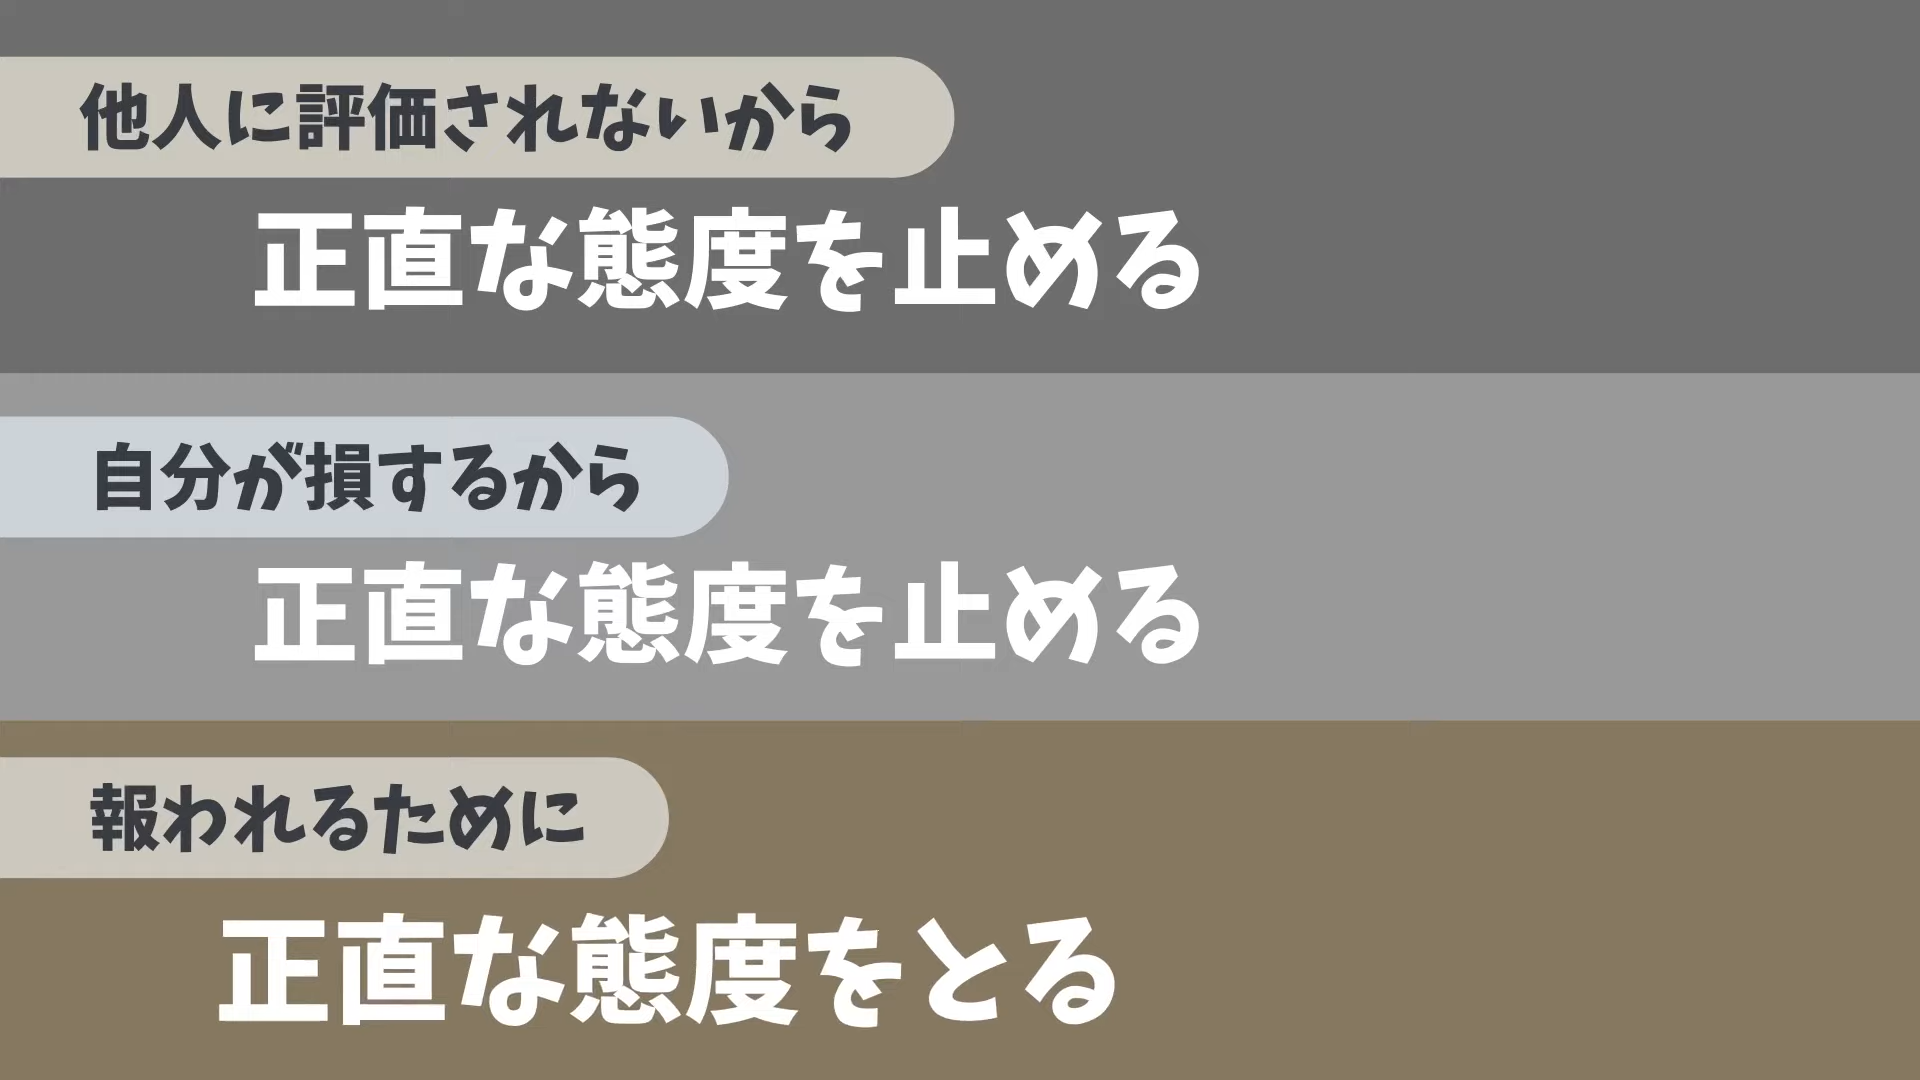 他人に評価されないから
正直な態度を止める
自分が損するから
正直な態度を止める
報われるために
正直な態度をとる